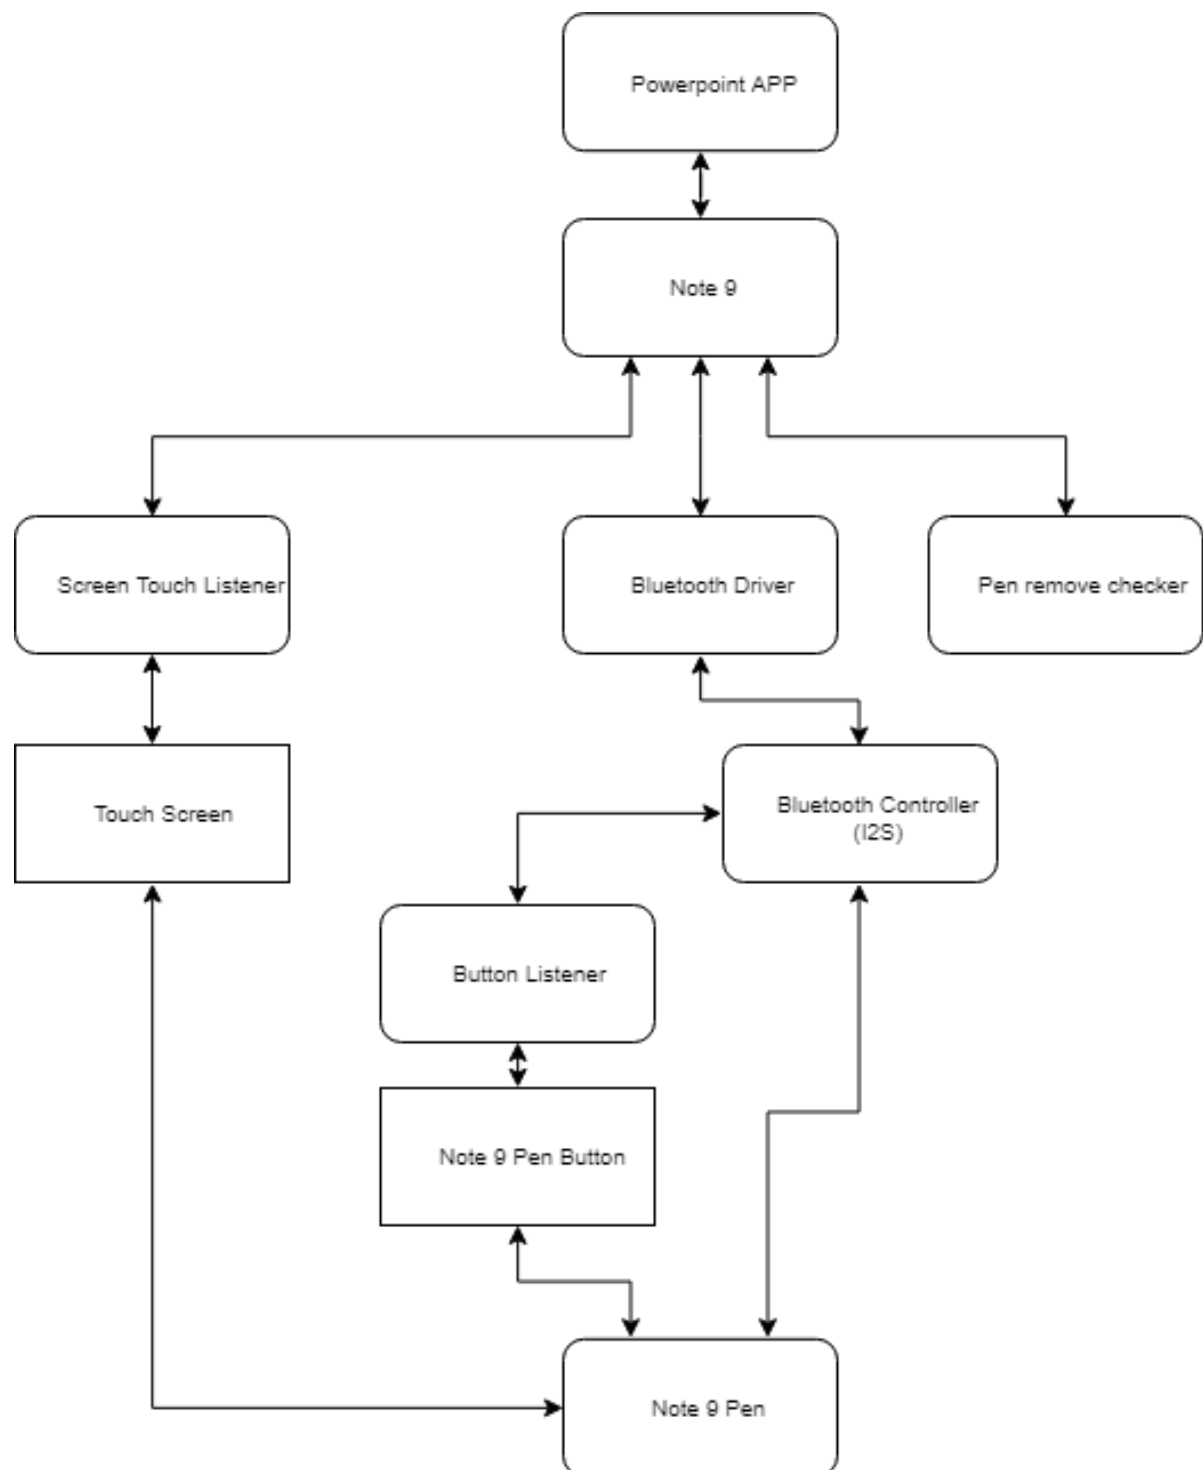 Powerpoint APP
Note 9
Screen Touch Listener
Bluetooth Driver
Pen remove checker
Touch Screen
Bluetooth Controller
(I2S)
Button Listener
Note 9 Pen Button
Note 9 Pen